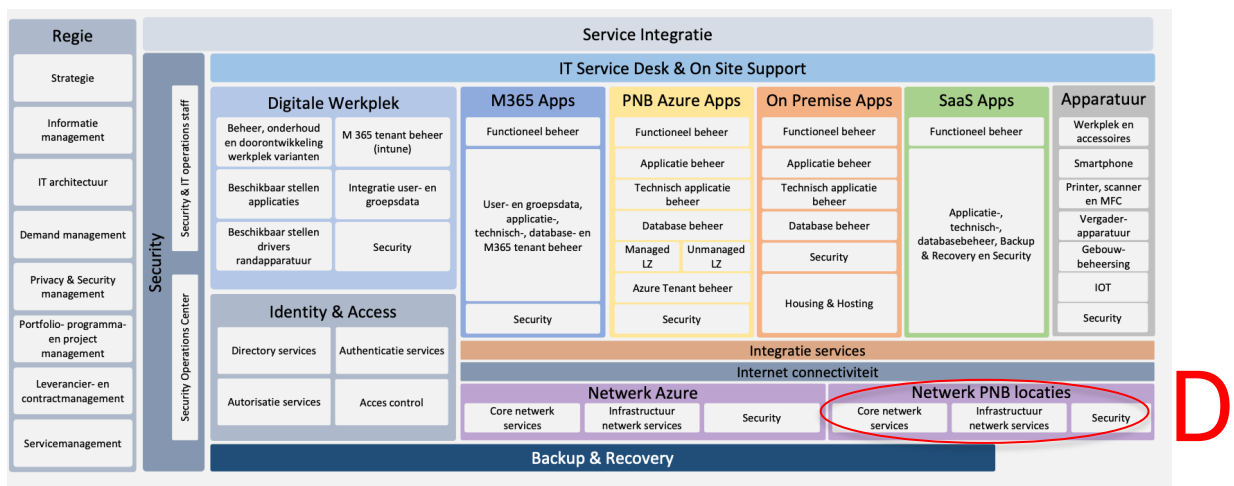 Regie
Strategie
Informatie
management
IT architectuur
Demand management
Privacy & Security
management
Portfolio- programma-
en project
management
Leverancier- en
contractmanagement
Servicemanagement
Service Integratie
Security
Security & IT operations staff
Security Operations Center
IT Service Desk & On Site Support
Digitale Werkplek
Beheer, onderhoud
en doorontwikkeling
werkplek varianten
M 365 tenant beheer
(intune)
Beschikbaar stellen
applicaties
Integratie user- en
groepsdata
Beschikbaar stellen
drivers
randapparatuur
Security
Identity & Access
Directory services
Authenticatie services
Autorisatie services
Acces control
M365 Apps
Functioneel beheer
User- en groepsdata,
applicatie-,
technisch-, database- en
M365 tenant beheer
Security
PNB Azure Apps
Functioneel beheer
Applicatie beheer
Technisch applicatie
beheer
Database beheer
Managed
LZ
Unmanaged
LZ
Azure Tenant beheer
Security
On Premise Apps
Functioneel beheer
Applicatie beheer
Technisch applicatie
beheer
Database beheer
Security
Housing & Hosting
SaaS Apps
Functioneel beheer
Applicatie-,
technisch-,
databasebeheer, Backup
& Recovery en Security
Apparatuur
Werkplek en
accessoires
Smartphone
Printer, scanner
en MFC
Vergader-
apparatuur
Gebouw-
beheersing
IOT
Security
Integratie services
Internet connectiviteit
Netwerk Azure
Core netwerk
services
Infrastructuur
netwerk services
Security
Netwerk PNB locaties
Core netwerk
services
Infrastructuur
netwerk services
Security
D
Backup & Recovery